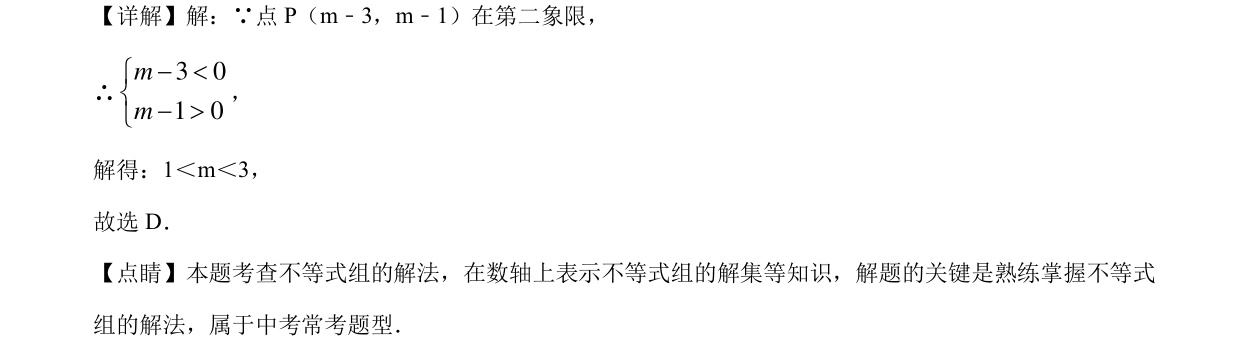 【详解】解：∵点 P（m﹣3，m﹣1）在第二象限，
∴{m−3<0
m−1>0，
解得：1＜m＜3，
故选 D．
【点睛】本题考查不等式组的解法，在数轴上表示不等式组的解集等知识，解题的关键是熟练掌握不等式
组的解法，属于中考常考题型．